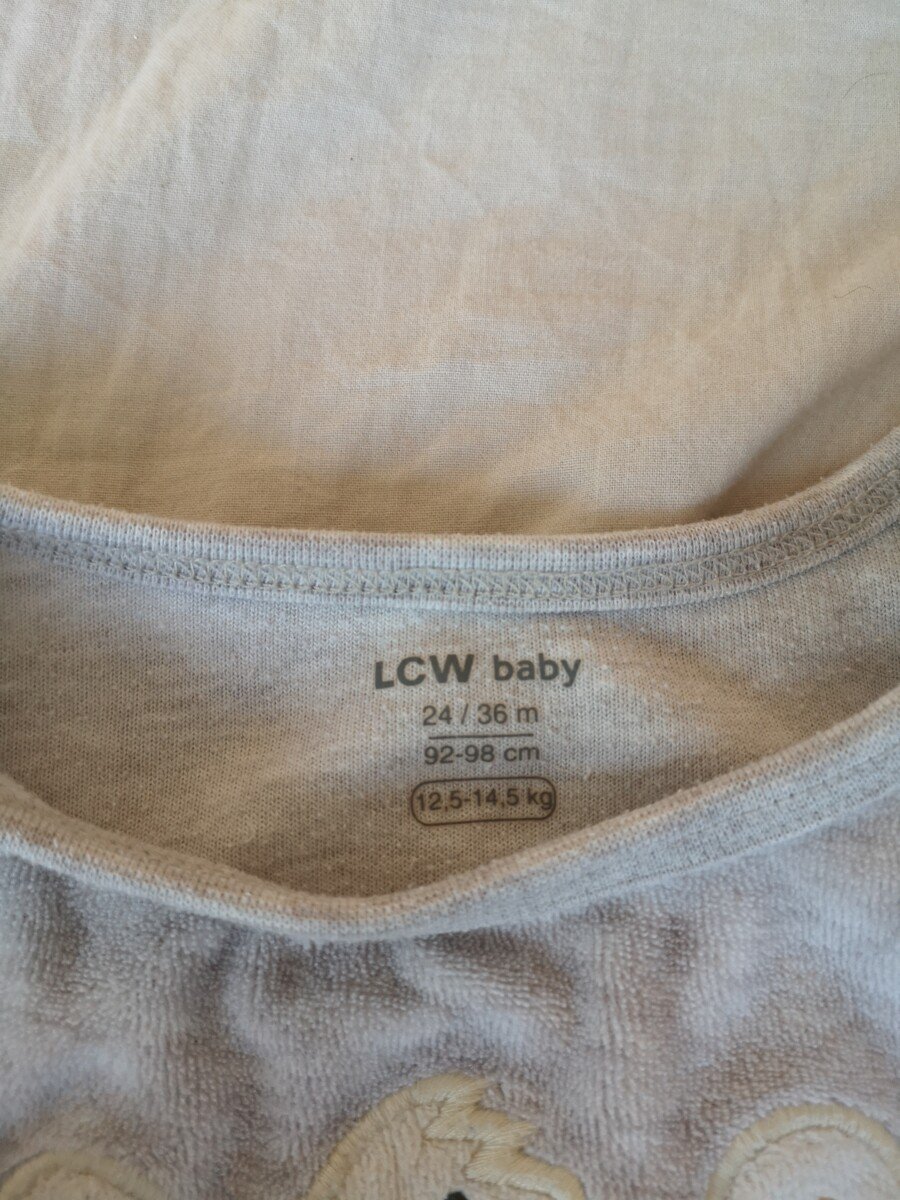 LCW baby
24 / 36 m
92-98 cm
12,5-14,5 kg